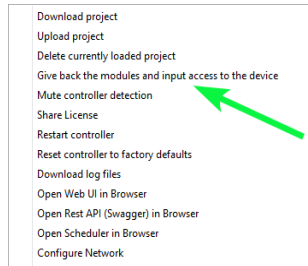 Download project
Upload project
Delete currently loaded project
Give back the modules and input access to the device
Mute controller detection
Share License
Restart controller
Reset controller to factory defaults
Download log files
Open Web UI in Browser
Open Rest API (Swagger) in Browser
Open Scheduler in Browser
Configure Network